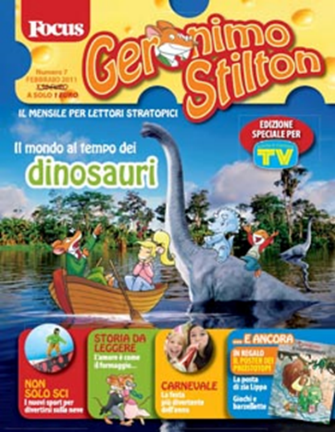 Focus
Geronimo
Stilton
Numero 7
FEBBRAIO 2011
A SOLO 1 EURO
IL MENSILE PER LETTORI STRATOPICI
EDIZIONE
SPECIALE PER
TV
Il mondo al tempo dei
dinosauri
NON
SOLO SCI
I nuovi sport per
divertirsi sulla neve
STORIA DA
LEGGERE
L'amore è come
il formaggio...
CARNEVALE
La festa
più divertente
dell'anno
... E ANCORA
IN REGALO
IL POSTER DEI
PREISTOTOPI
La posta
di zia Lippa
Giochi e
barzellette